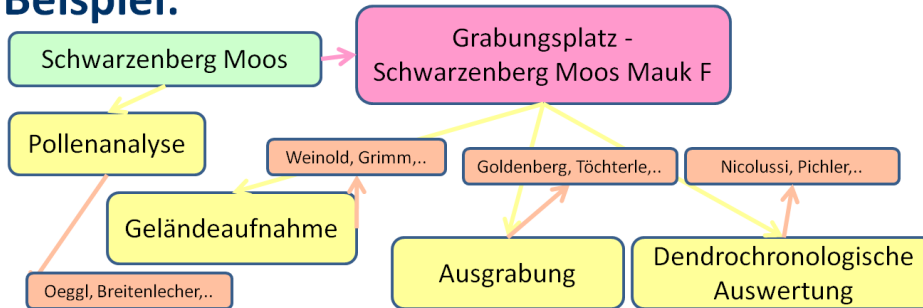 Beispiel:
Schwarzenberg Moos
Grabungsplatz -
Schwarzenberg Moos Mauk F
Pollenanalyse
Weinold, Grimm,..
Goldenberg, Töchterle,..
Nicolussi, Pichler,..
Geländeaufnahme
Ausgrabung
Dendrochronologische
Auswertung
Oeggl, Breitenlecher,..